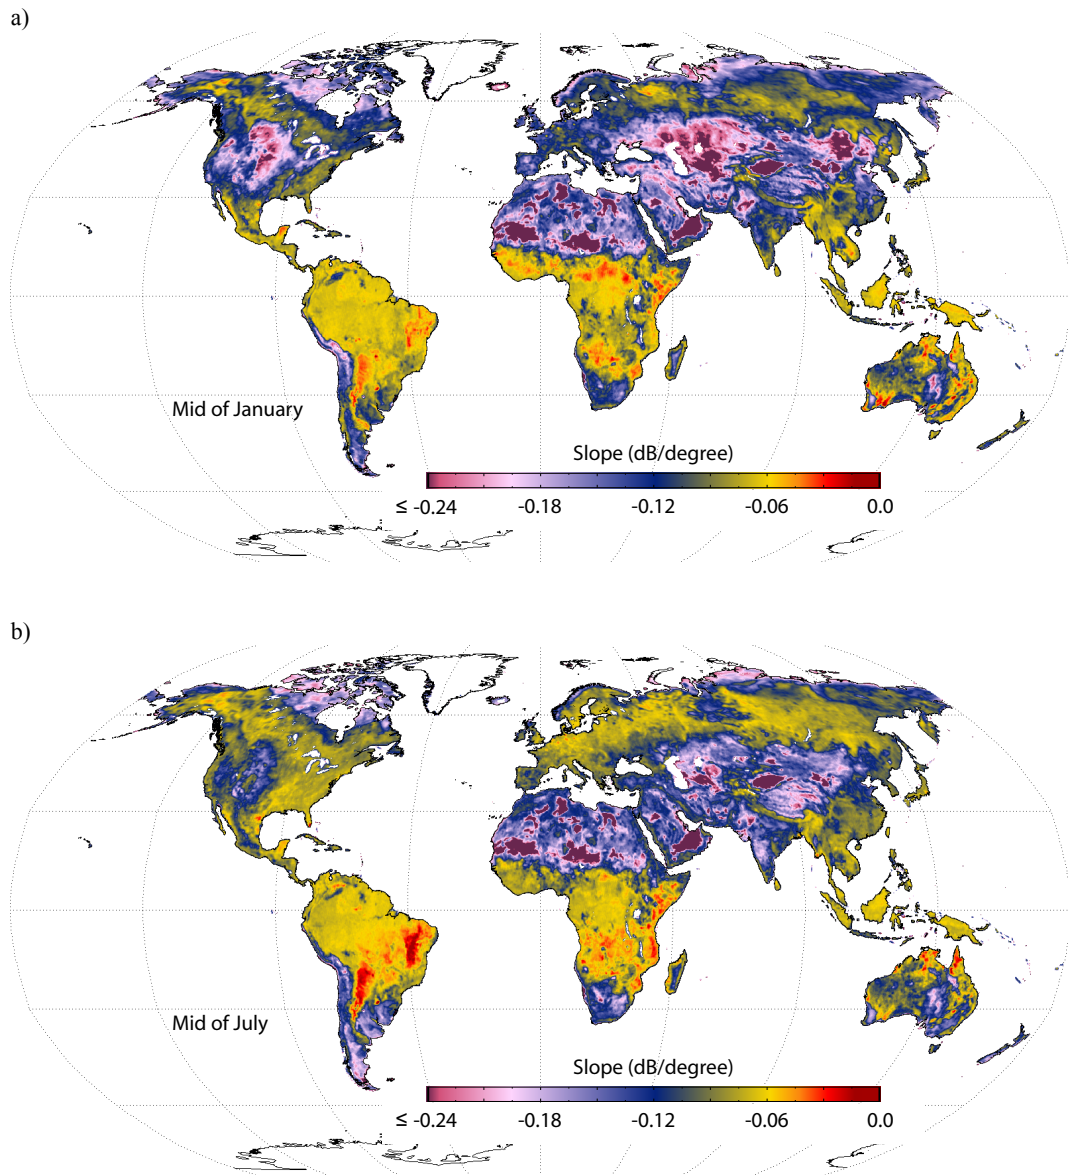 a)
Mid of January
Slope (dB/degree)
≤ -0.24 -0.18 -0.12 -0.06 0.0
b)
Mid of July
Slope (dB/degree)
≤ -0.24 -0.18 -0.12 -0.06 0.0